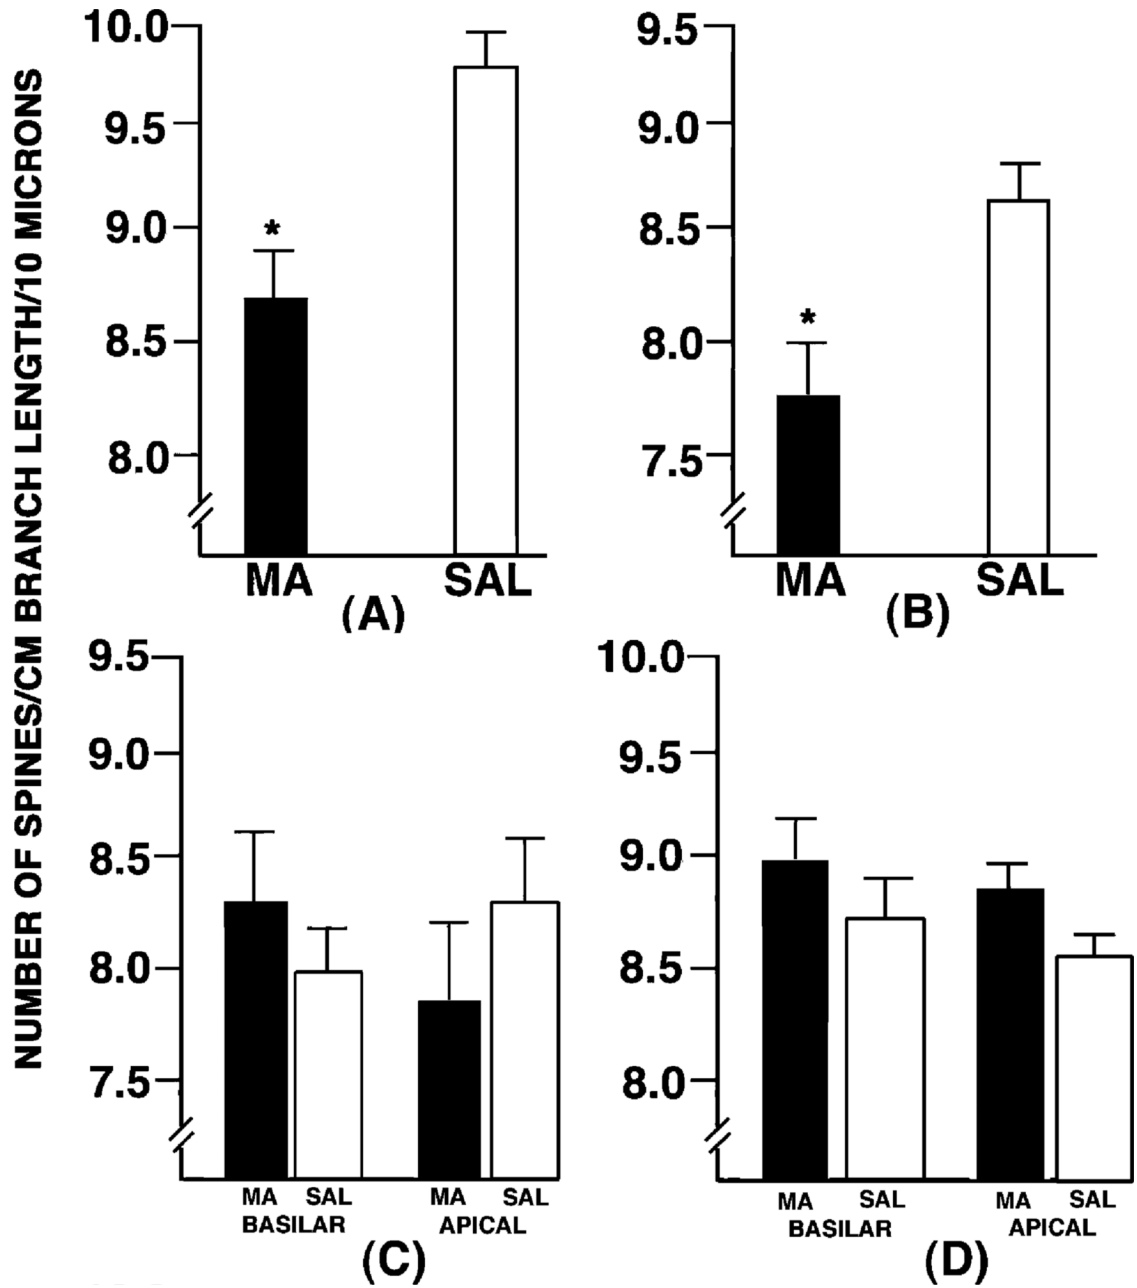 NUMBER OF SPINES/CM BRANCH LENGTH/10 MICRONS
10.0
9.5
9.0
8.5
8.0
*
MA
SAL
(A)
9.5
9.0
8.5
8.0
7.5
*
MA
SAL
(B)
9.5
9.0
8.5
8.0
7.5
MA SAL MA SAL
BASILAR APICAL
(C)
10.0
9.5
9.0
8.5
8.0
MA SAL MA SAL
BASILAR APICAL
(D)